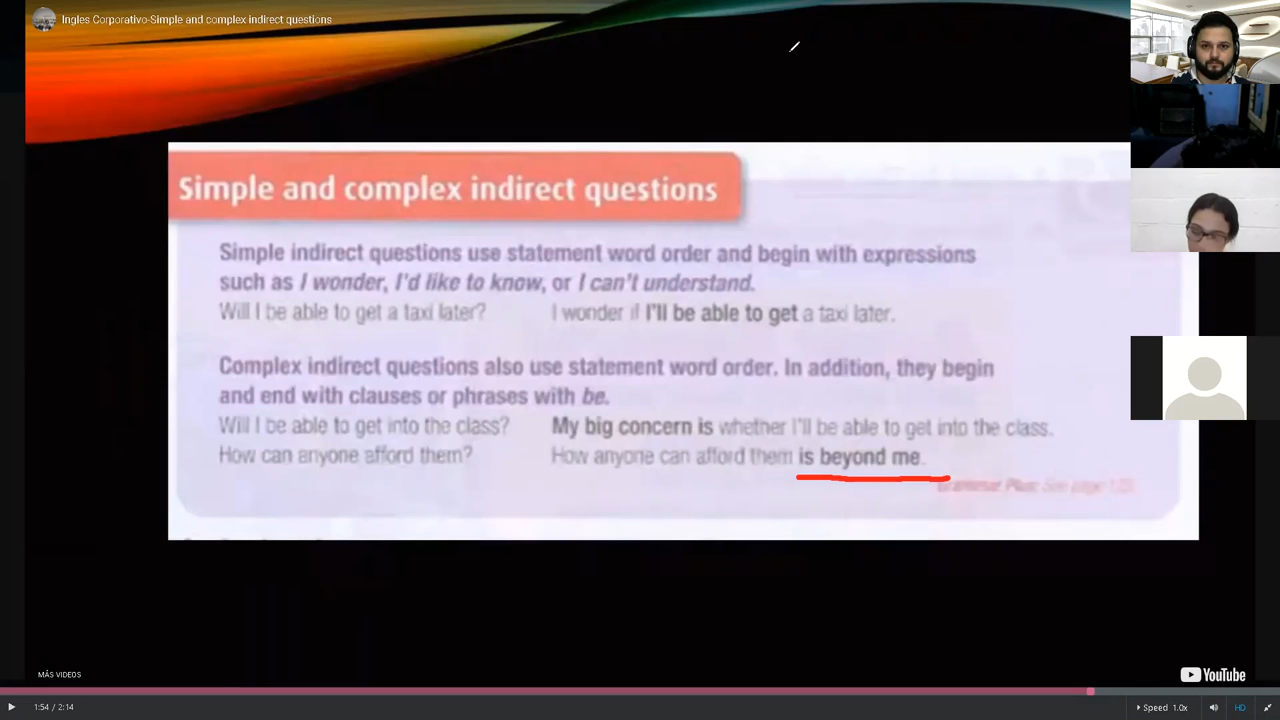 Ingles Corporativo-Simple and complex indirect questions
Simple and complex indirect questions
Simple indirect questions use statement word order and begin with expressions
such as I wonder, I'd like to know, or I can't understand.
Will I be able to get a taxi later? I wonder if I'll be able to get a taxi later.
Complex indirect questions also use statement word order. In addition, they begin
and end with clauses or phrases with be.
Will I be able to get into the class? My big concern is whether I'll be able to get into the class.
How can anyone afford them? How anyone can afford them is beyond me.
Grammar Plus: See page
MÁS VIDEOS
YouTube
1:54 / 2:14
Speed 1.0x
HD